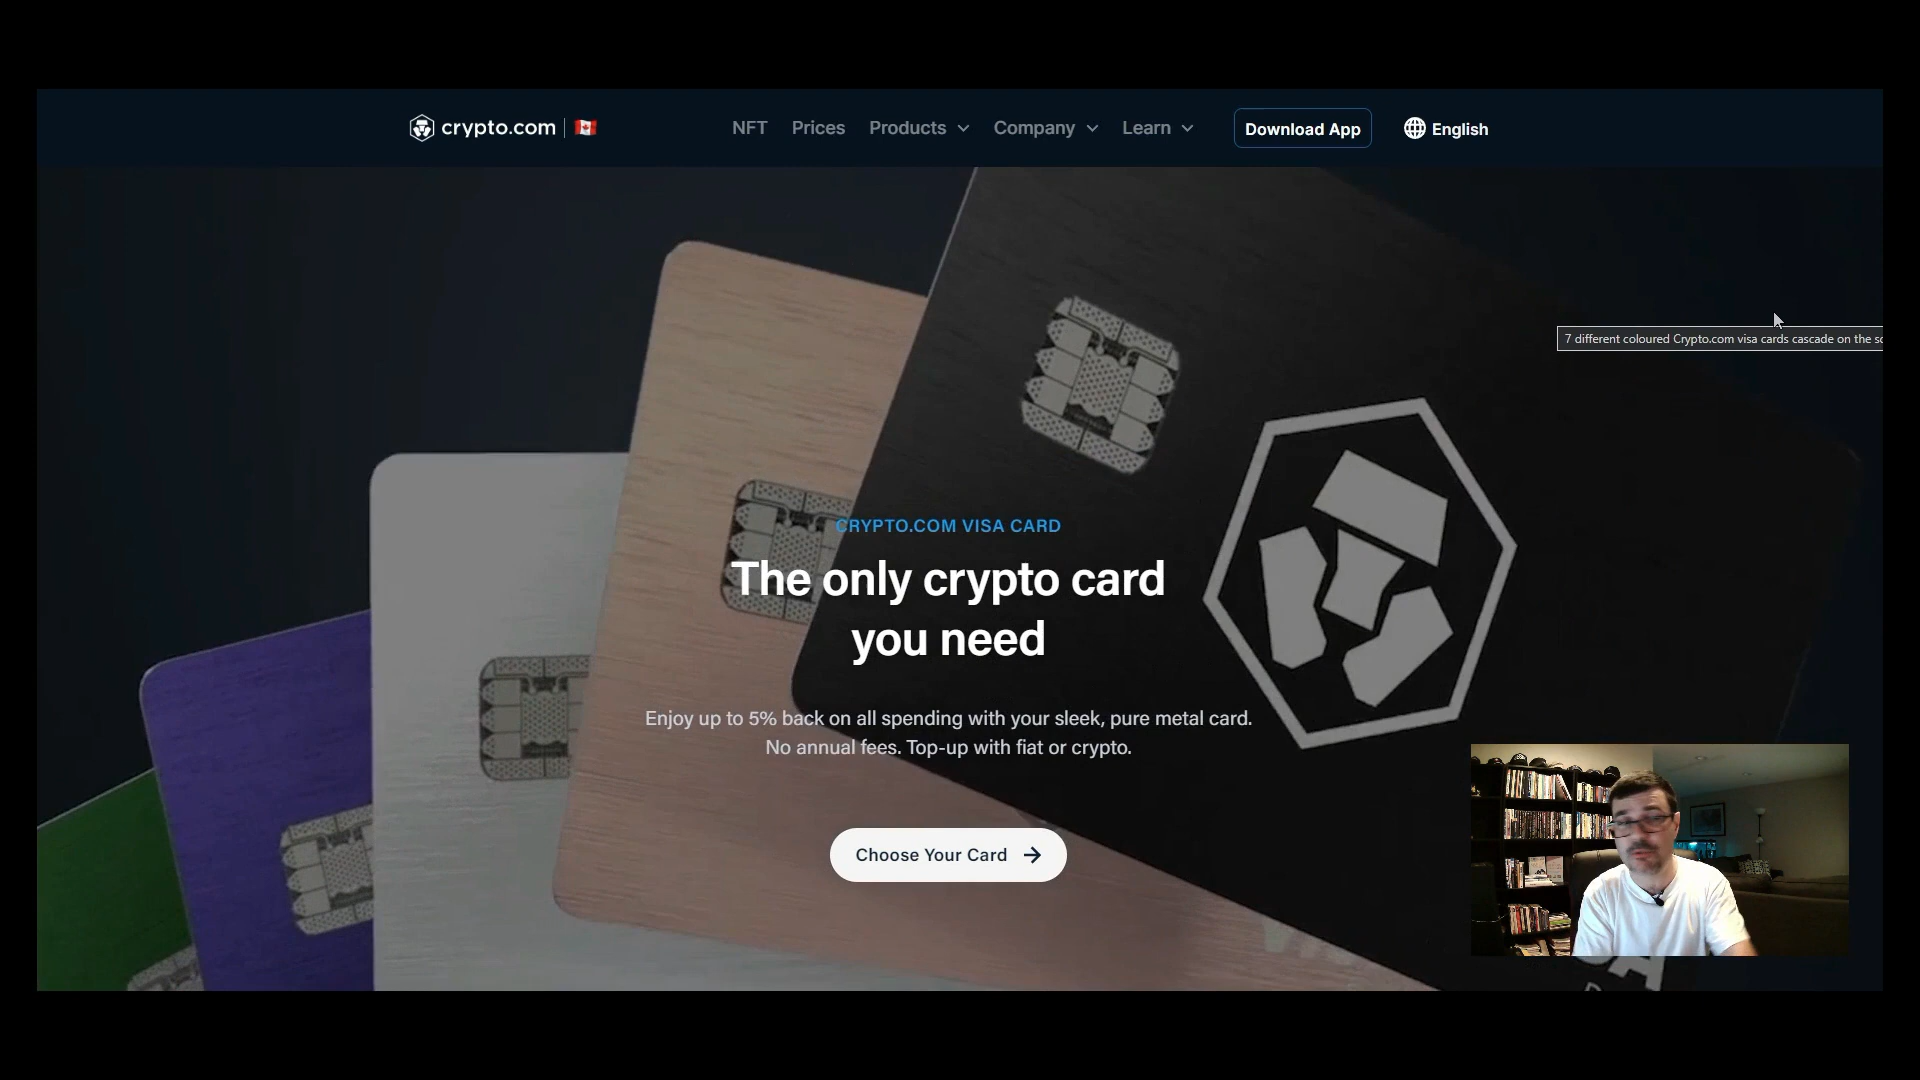 crypto.com
NFT Prices Products Company Learn Download App English
7 different coloured Crypto.com visa cards cascade on the
CRYPTO.COM VISA CARD
The only crypto card
you need
Enjoy up to 5% back on all spending with your sleek, pure metal card.
No annual fees. Top-up with fiat or crypto.
Choose Your Card